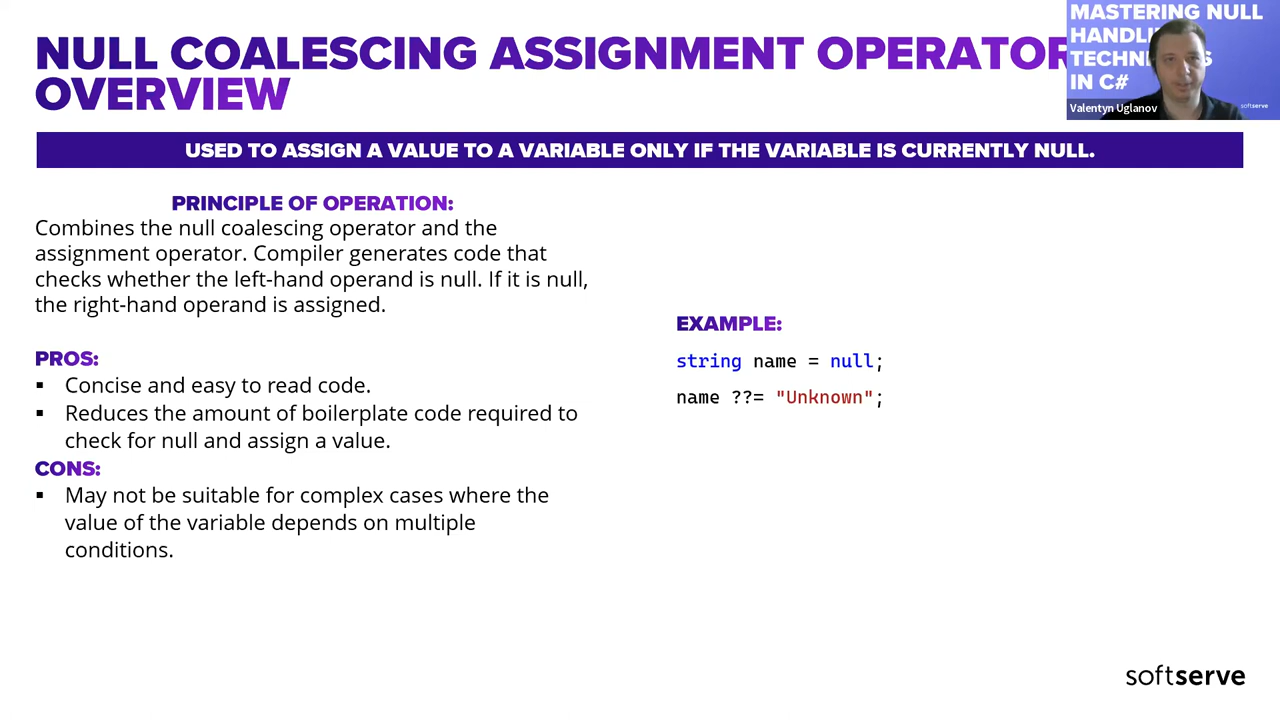 NULL COALESCING ASSIGNMENT OPERATOR
OVERVIEW
MASTERING NULL
HANDLI
TECHN
S
IN C#
Valentyn Uglanov
softserve
USED TO ASSIGN A VALUE TO A VARIABLE ONLY IF THE VARIABLE IS CURRENTLY NULL.
PRINCIPLE OF OPERATION:
Combines the null coalescing operator and the
assignment operator. Compiler generates code that
checks whether the left-hand operand is null. If it is null,
the right-hand operand is assigned.
PROS:
▪ Concise and easy to read code.
▪ Reduces the amount of boilerplate code required to
check for null and assign a value.
CONS:
▪ May not be suitable for complex cases where the
value of the variable depends on multiple
conditions.
EXAMPLE:
string name = null;
name ??= "Unknown";
softserve